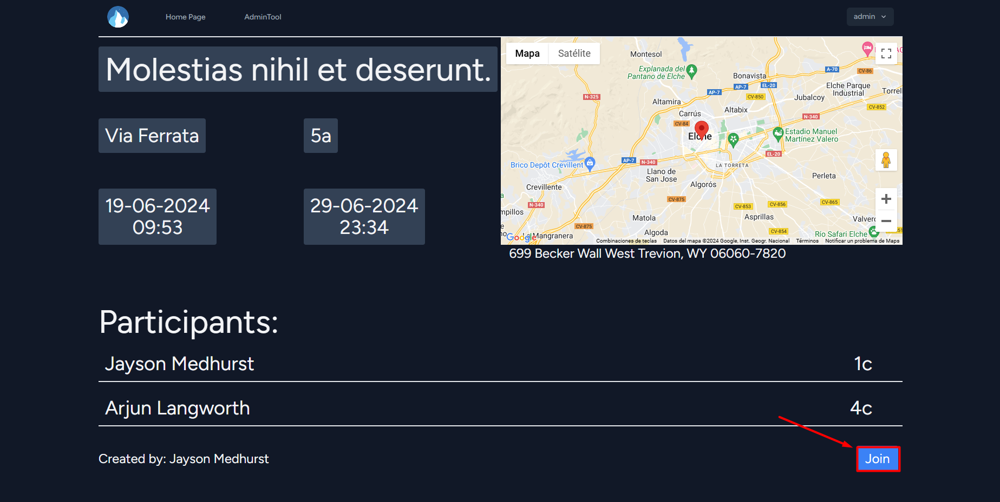 Home Page
AdminTool
admin
Molestias nihil et deserunt.
Via Ferrata
5a
19-06-2024
09:53
29-06-2024
23:34
Mapa
Satélite
Montesol
Explanada del
Pantano de Elche
Bonavista
A-70
CV-86
AP-7
EL-20
Elche Parque
Industrial
Torrel
N-325
AP-7
CV-850
Jubalcoy
CV-852
Altamira
Altabix
Carrús
N-340
CV-84
Elche
Estadio Manuel
Martínez Valero
EL-20
Brico Depôt Crevillent
AP-7
N-340
LA TORRETA
Llano de
San Jose
Perleta
Crevillente
Algorós
N-340
CV-875
CV-853
CV-856
CV-865
mpillos
Matola
Asprillas
Valverd
CV-875
CV-854
Google
La Mangranera
Algoda
Río Safari Elche
Combinaciones de teclas
Datos del mapa ©2024 Google, Inst. Geogr. Nacional
Términos
Notificar un problema de Maps
699 Becker Wall West Trevion, WY 06060-7820
Participants:
Jayson Medhurst
1c
Arjun Langworth
4c
Created by: Jayson Medhurst
Join